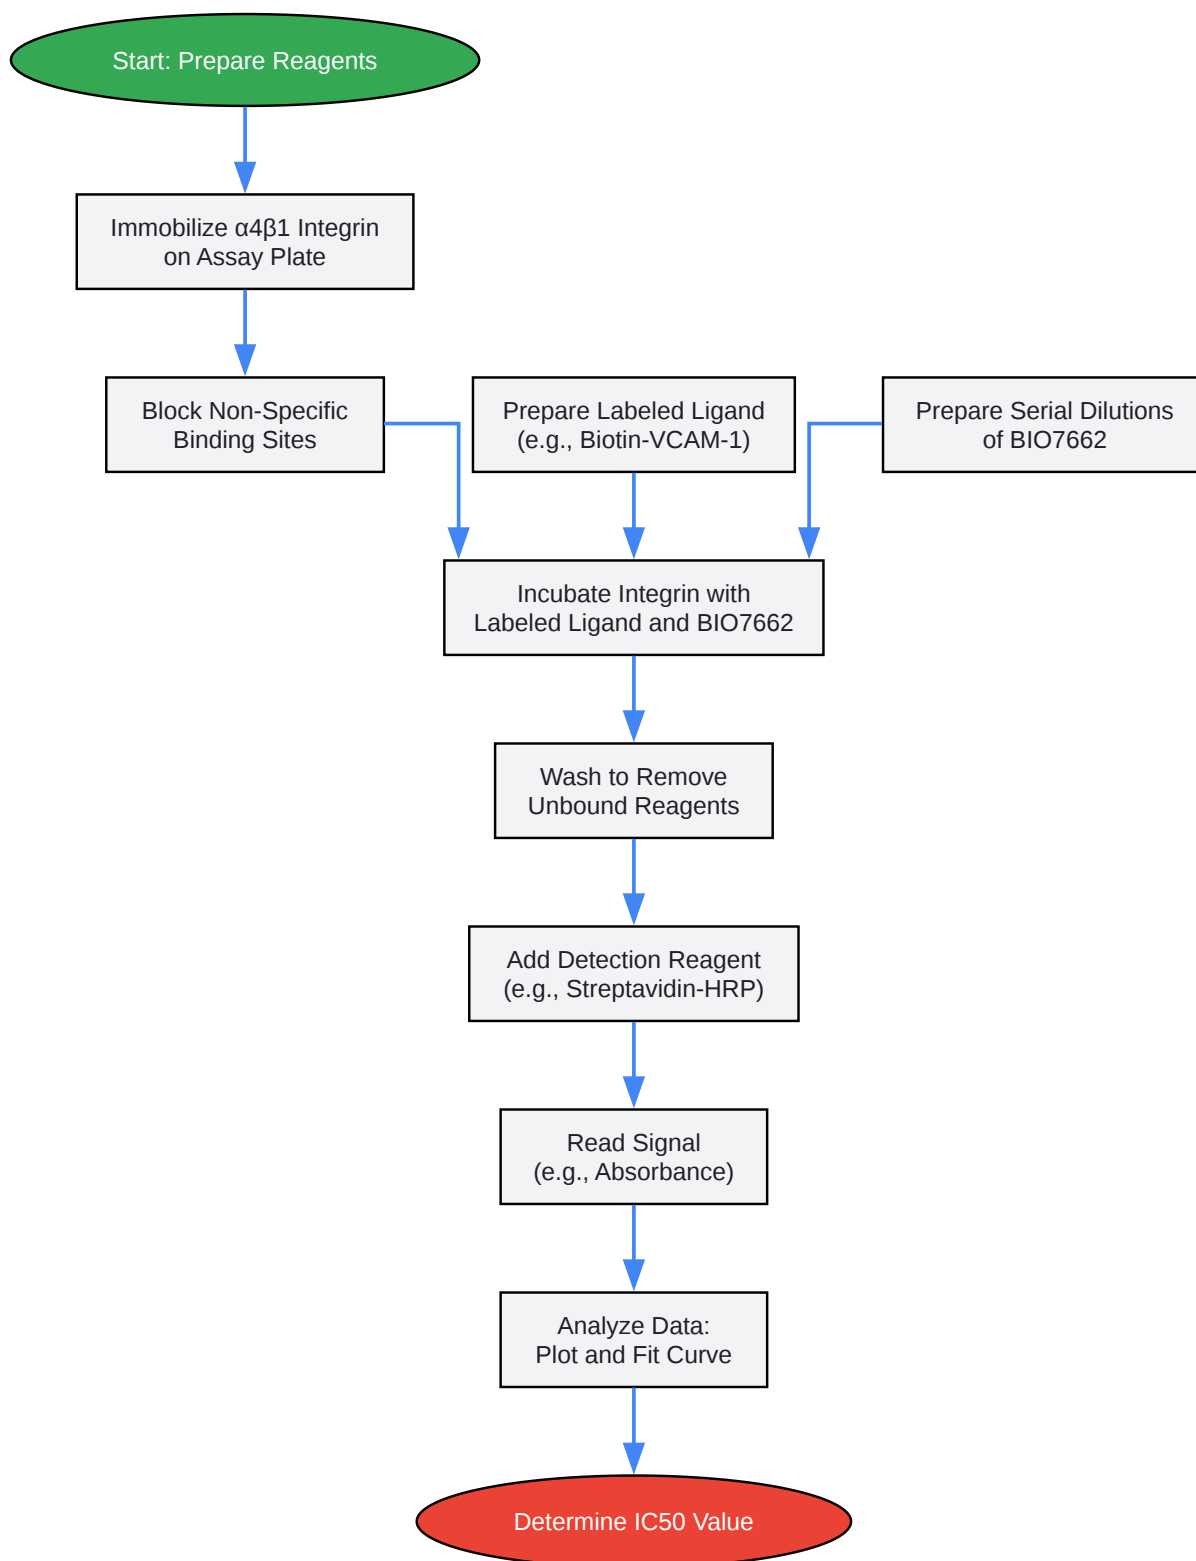 Start: Prepare Reagents
Immobilize α4β1 Integrin
on Assay Plate
Block Non-Specific
Binding Sites
Prepare Labeled Ligand
(e.g., Biotin-VCAM-1)
Prepare Serial Dilutions
of BIO7662
Incubate Integrin with
Labeled Ligand and BIO7662
Wash to Remove
Unbound Reagents
Add Detection Reagent
(e.g., Streptavidin-HRP)
Read Signal
(e.g., Absorbance)
Analyze Data:
Plot and Fit Curve
Determine IC50 Value